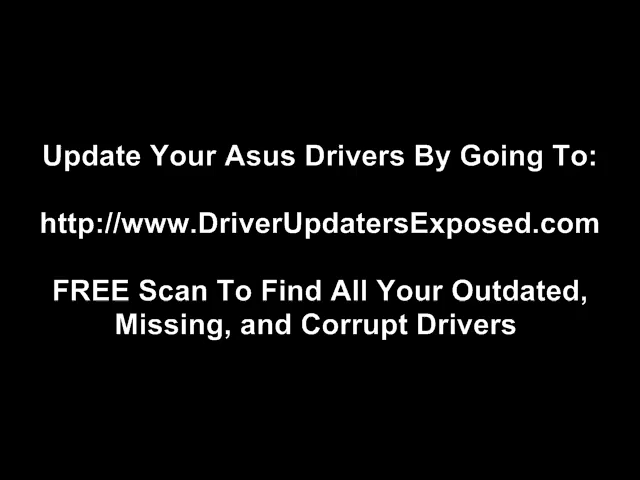 Update Your Asus Drivers By Going To:
http://www.DriverUpdatersExposed.com
FREE Scan To Find All Your Outdated,
Missing, and Corrupt Drivers